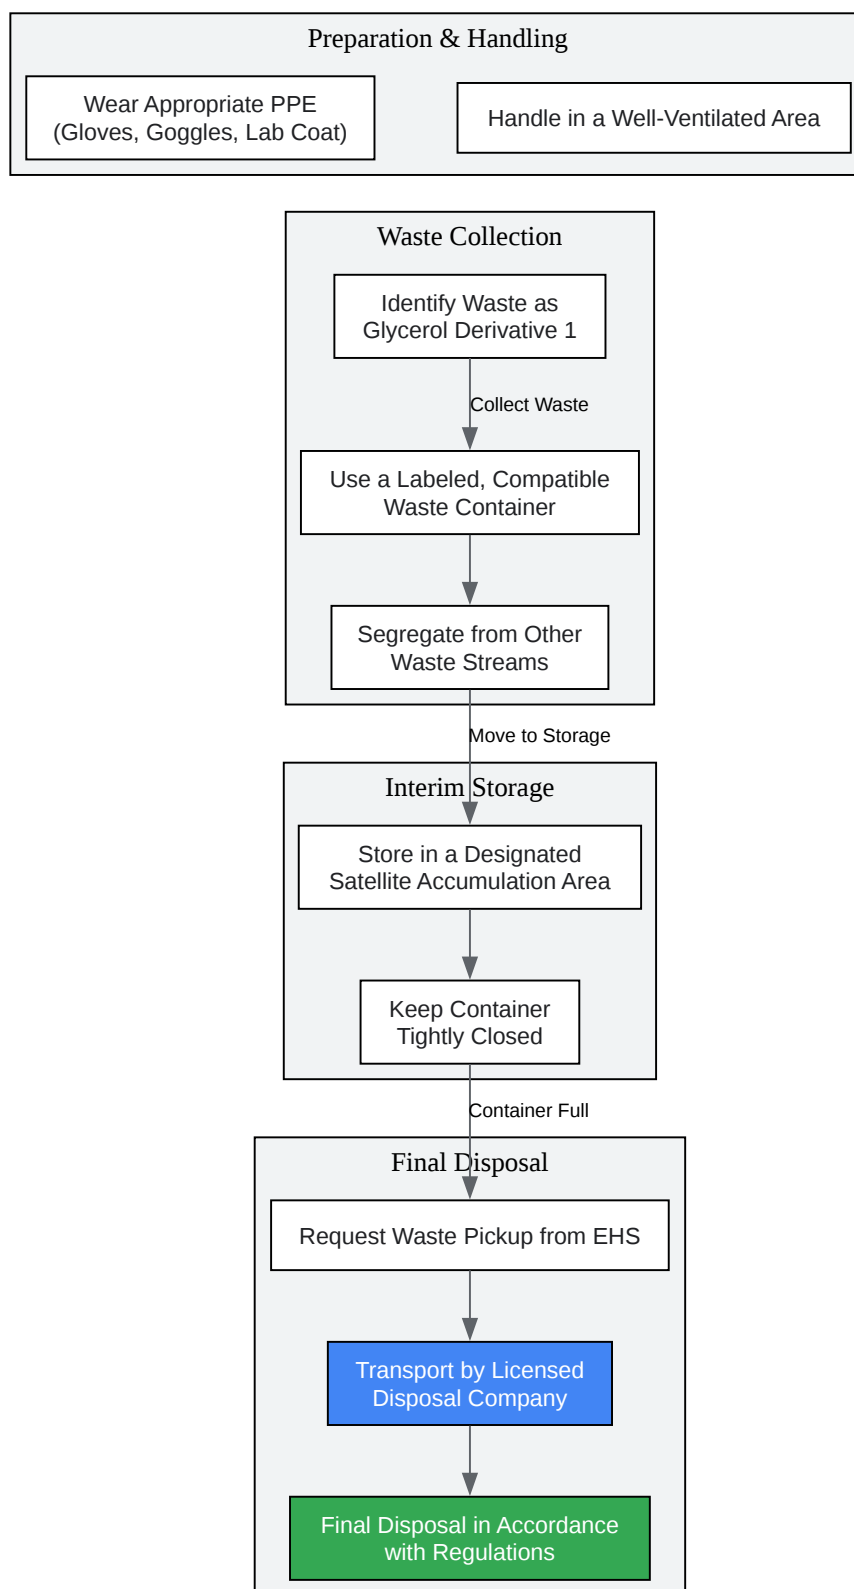 Preparation & Handling
Wear Appropriate PPE
(Gloves, Goggles, Lab Coat)
Handle in a Well-Ventilated Area
Waste Collection
Identify Waste as
Glycerol Derivative 1
Collect Waste
Use a Labeled, Compatible
Waste Container
Segregate from Other
Waste Streams
Move to Storage
Interim Storage
Store in a Designated
Satellite Accumulation Area
Keep Container
Tightly Closed
Container Full
Final Disposal
Request Waste Pickup from EHS
Transport by Licensed
Disposal Company
Final Disposal in Accordance
with Regulations